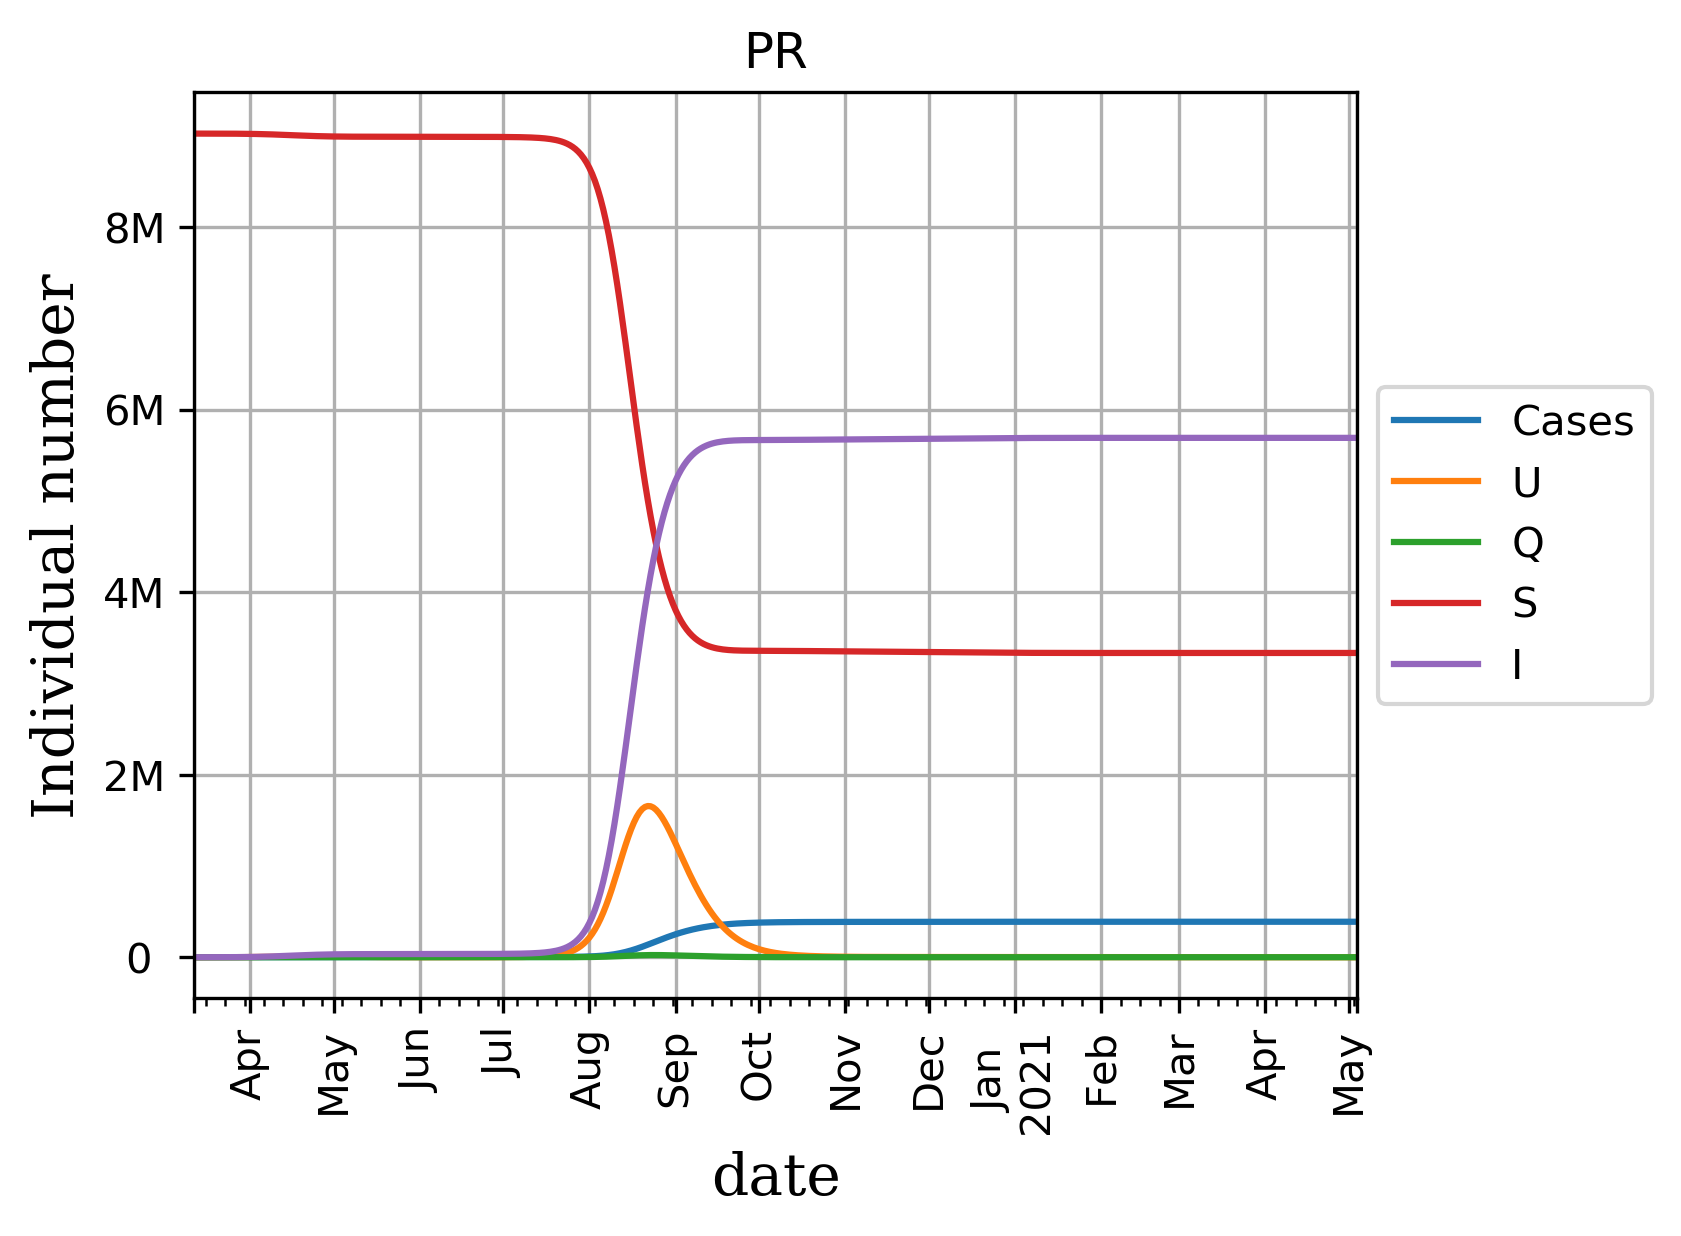 PR
Individual number
8M
6M
4M
2M
0
Apr
May
Jun
Jul
Aug
Sep
Oct
Nov
Dec
Jan
2021
Feb
Mar
Apr
May
date
Cases
U
Q
S
I